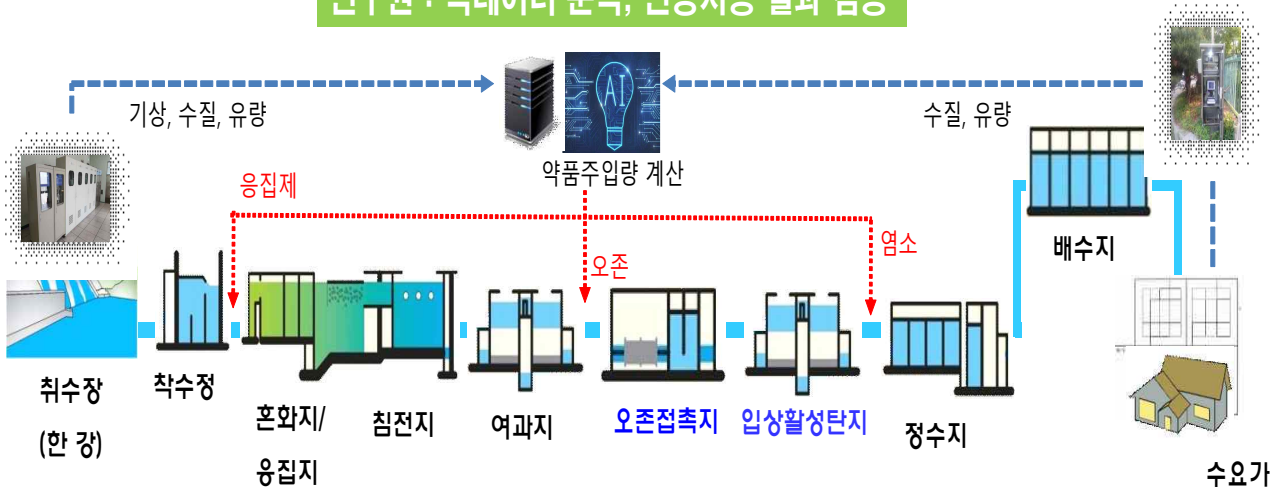 기상, 수질, 유량
AI
수질, 유량
약품주입량 계산
응집제
오존
염소
배수지
취수장
(한 강)
착수정
혼화지/
응집지
침전지
여과지
오존접촉지
입상활성탄지
정수지
수요가